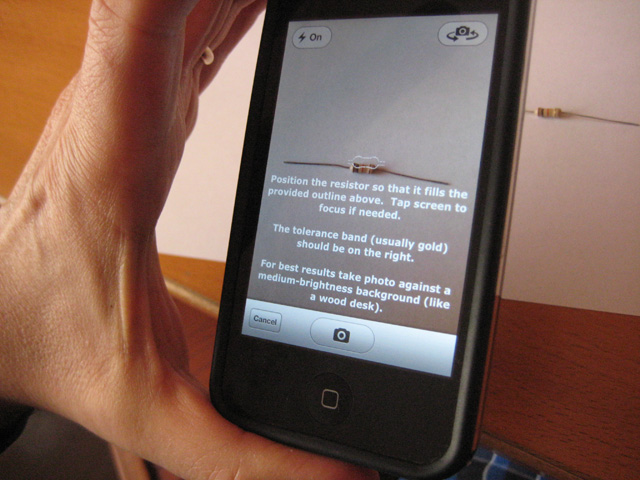 On
Position the resistor so that it fills the
provided outline above. Tap screen to
focus if needed.
The tolerance band (usually gold)
should be on the right.
For best results take photo against a
medium-brightness background (like
a wood desk).
Cancel